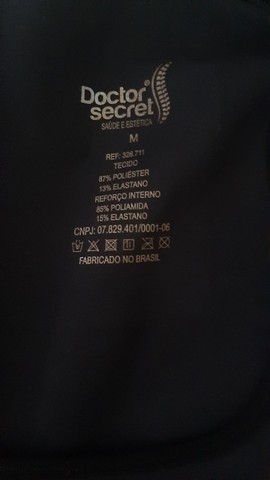 Doctor®
secret
SAÚDE E ESTÉTICA
M
REF: 326.711
TECIDO
87% POLIÉSTER
13% ELASTANO
REFORÇO INTERNO
85% POLIAMIDA
15% ELASTANO
CNPJ: 07.829.401/0001-06
FABRICADO NO BRASIL